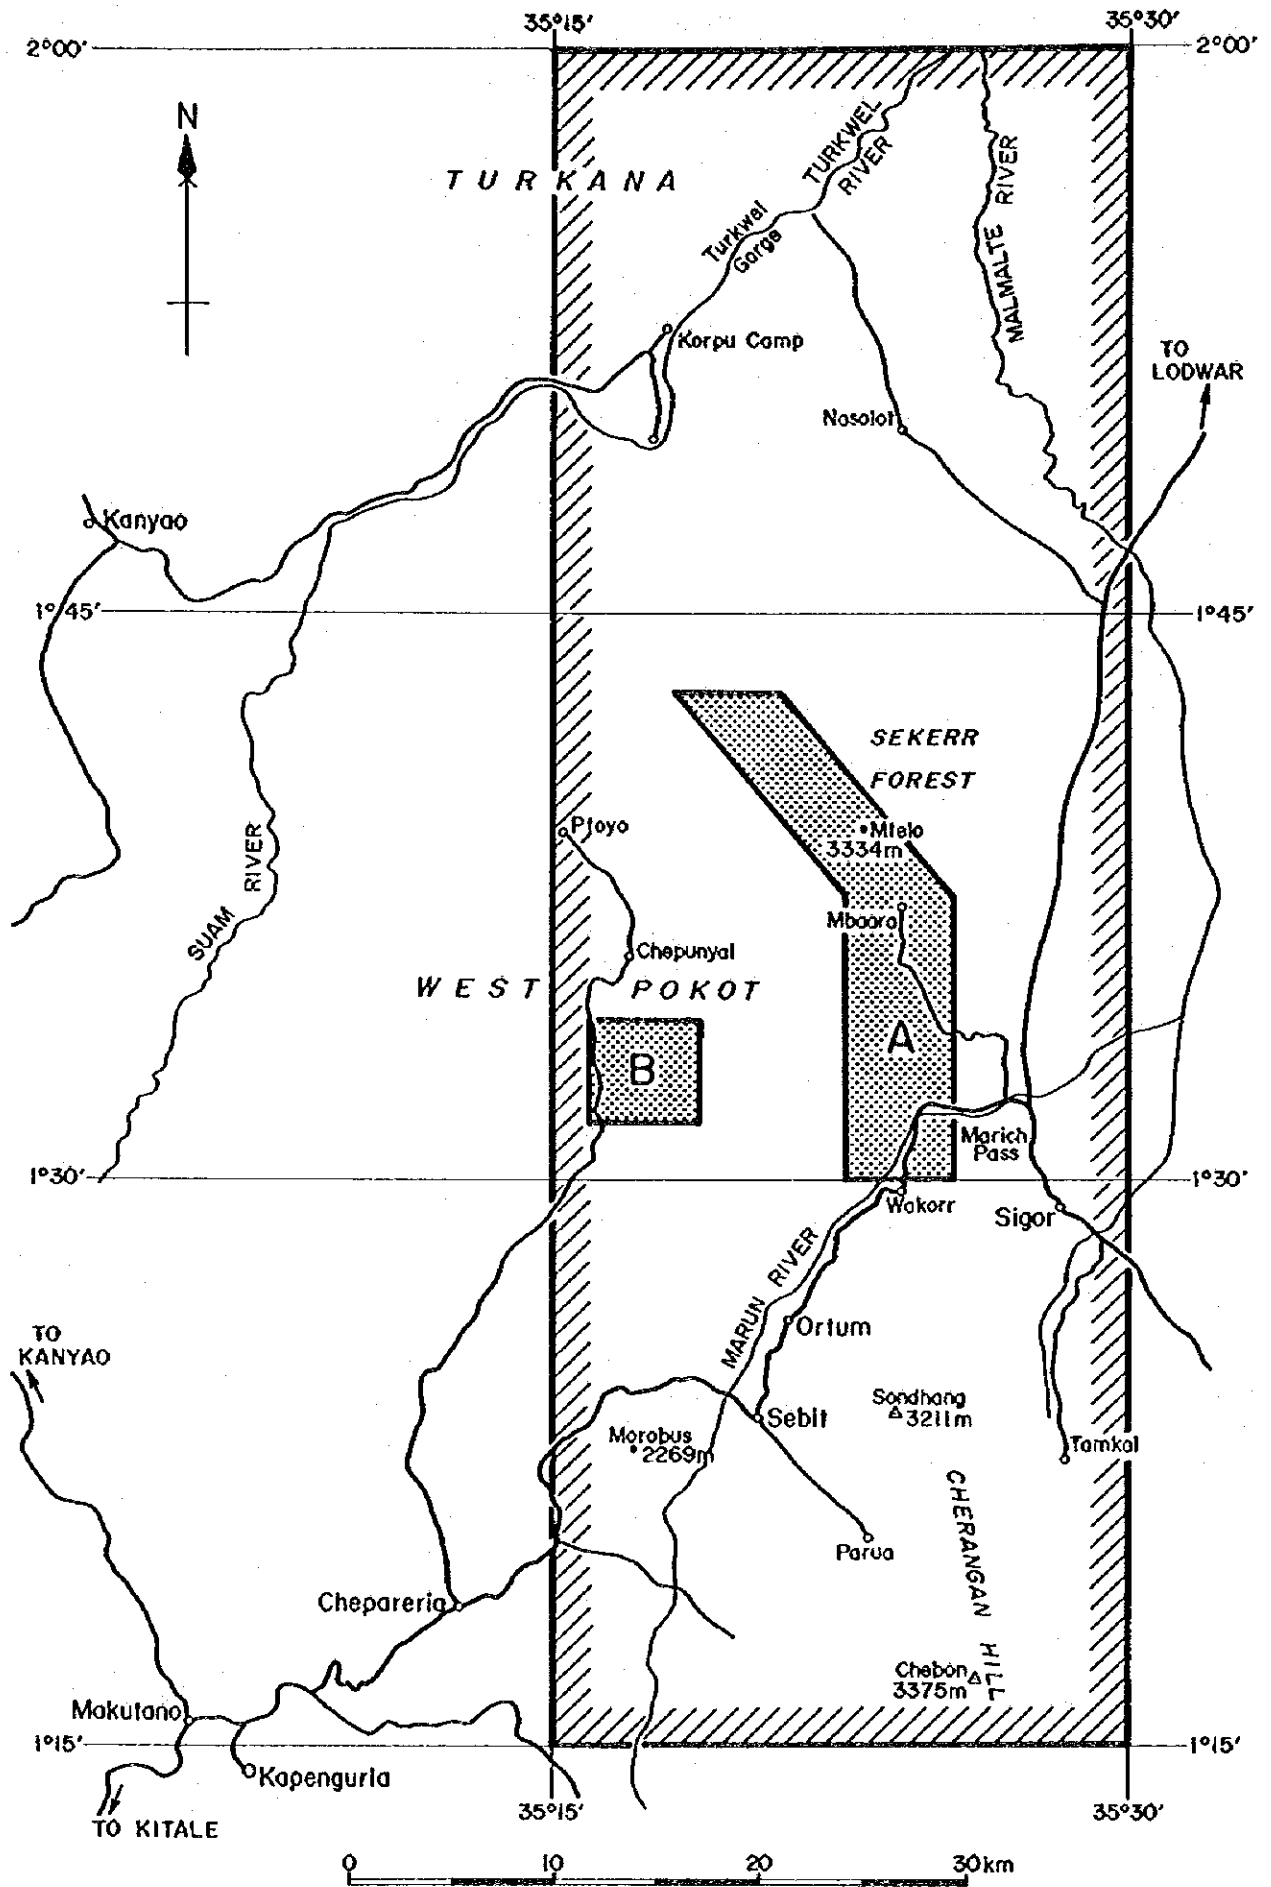 35°15'
35°30'
2°00'
2°00'
N
TURKANA
TURKWEL
RIVER
MALMALTE RIVER
Turkwel
Gorge
Korpu Camp
TO
LODWAR
Nasolot
Kanyao
1°45'
1°45'
SEKERR
FOREST
Ptoyo
Mtelo
3334m
SUAM RIVER
Mbaara
Chepunyal
WEST POKOT
A
B
Marich
Pass
1°30'
1°30'
Wakorr
Sigor
MARUN RIVER
Ortum
TO
KANYAO
Sondhang
3211m
Sebit
Morobus
2269m
Tamkal
CHERANGAN HILL
Parua
Chepareria
Chebon
3375m
Makutano
1°15'
1°15'
Kapenguria
35°15'
35°30'
TO KITALE
0 10 20 30km